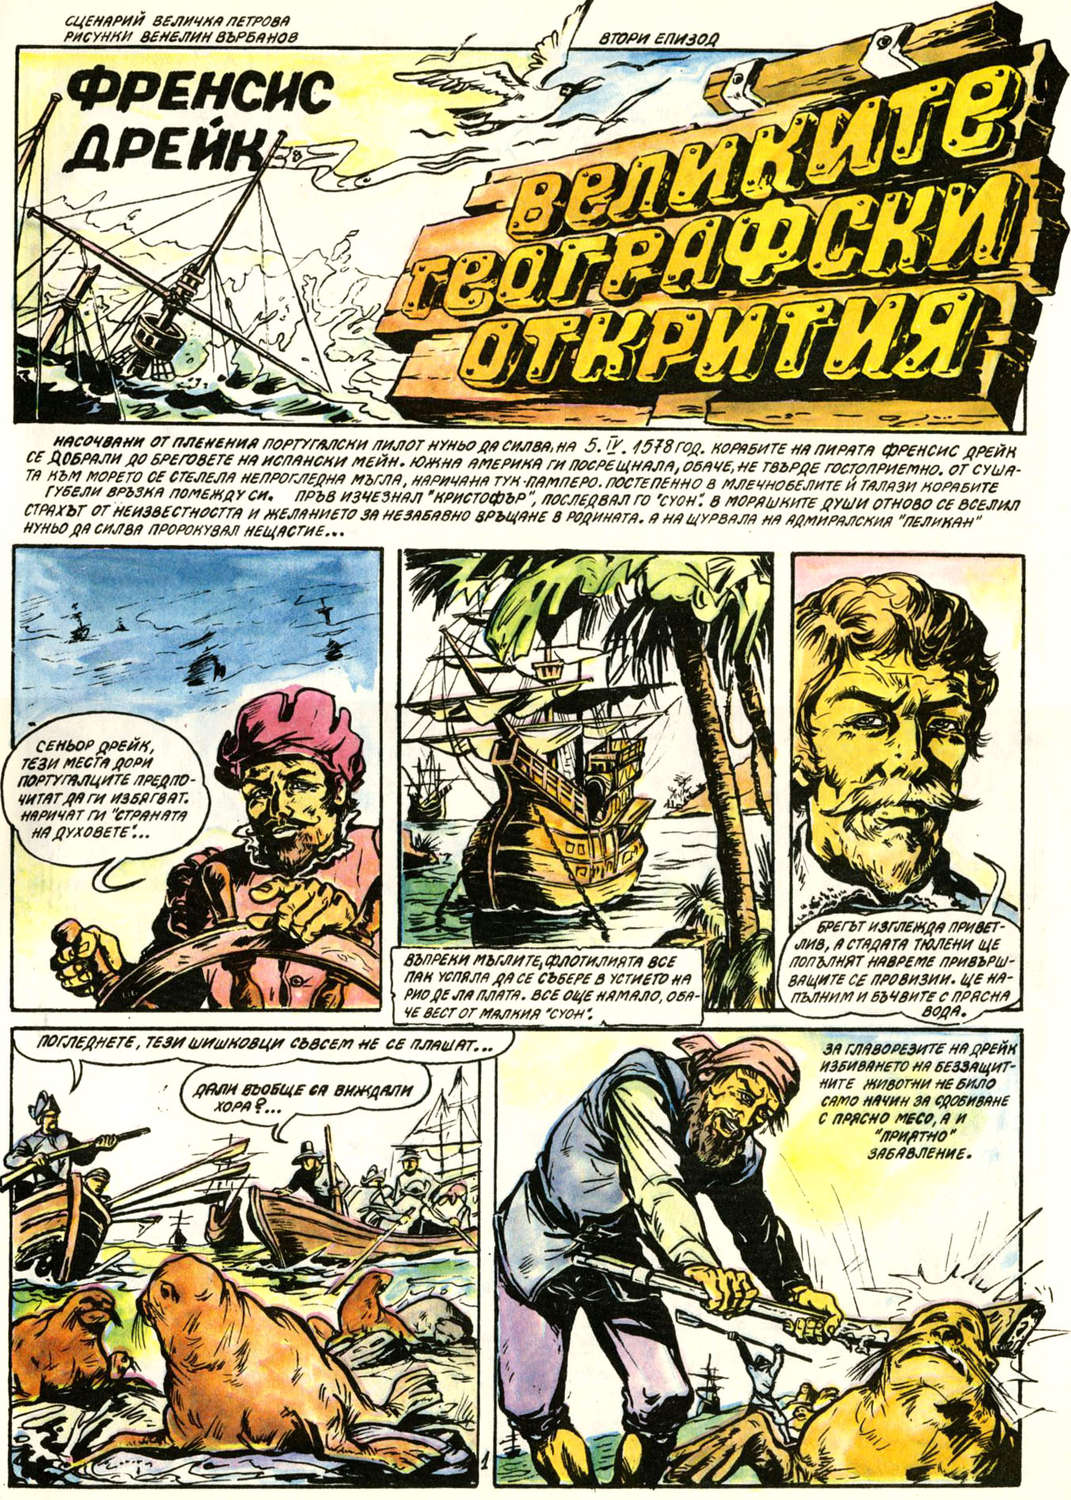 СЦЕНАРИЙ ВЕЛИЧКА ПЕТРОВА
РИСУНКИ ВЕНЕЛИН ВЪРБАНОВ
ВТОРИ ЕПИЗОД
ФРЕНСИС
ДРЕЙК
ВЕЛИКИТЕ
ГЕОГРАФСКИ
ОТКРИТИЯ
НАСОЧВАНИ ОТ ПЛЕНЕНИЯ ПОРТУГАЛСКИ ПИЛОТ НУНЬО ДА СИЛВА, НА 5. IV. 1578 ГОД. КОРАБИТЕ НА ПИРАТА ФРЕНСИС ДРЕЙК
СЕ ДОБРАЛИ ДО БРЕГОВЕТЕ НА ИСПАНСКИ МЕЙН. ЮЖНА АМЕРИКА ГИ ПОСРЕЩНАЛА, ОБАЧЕ, НЕ ТВЪРДЕ ГОСТОПРИЕМНО. ОТ СУША-
ТА КЪМ МОРЕТО СЕ СТЕЛЕЛА НЕПРОГЛЕДНА МЪГЛА, НАРИЧАНА ТУК-ПАМПЕРО. ПОСТЕПЕННО В МЛЕЧНОБЕЛИТЕ Й ТАЛАЗИ КОРАБИТЕ
ГУБЕЛИ ВРЪЗКА ПОМЕЖДУ СИ. ПРЪВ ИЗЧЕЗНАЛ "КРИСТОФЪР", ПОСЛЕДВАЛ ГО "СУОН". В МОРЯШКИТЕ ДУШИ ОТНОВО СЕ ВСЕЛИЛ
СТРАХЪТ ОТ НЕИЗВЕСТНОСТТА И ЖЕЛАНИЕТО ЗА НЕЗАБАВНО ВРЪЩАНЕ В РОДИНАТА. А НА ЩУРВАЛА НА АДМИРАЛСКИЯ "ПЕЛИКАН"
НУНЬО ДА СИЛВА ПРОРОКУВАЛ НЕЩАСТИЕ...
СЕНЬОР ДРЕЙК,
ТЕЗИ МЕСТА ДОРИ
ПОРТУГАЛЦИТЕ ПРЕДПО-
ЧИТАТ ДА ГИ ИЗБЯГВАТ.
НАРИЧАТ ГИ "СТРАНАТА
НА ДУХОВЕТЕ"...
ВЪПРЕКИ МЪГЛИТЕ, ФЛОТИЛИЯТА ВСЕ
ПАК УСПЯЛА ДА СЕ СЪБЕРЕ В УСТИЕТО НА
РИО ДЕ ЛА ПЛАТА. ВСЕ ОЩЕ НЯМАЛО, ОБА-
ЧЕ ВЕСТ ОТ МАЛКИЯ "СУОН".
БРЕГЪТ ИЗГЛЕЖДА ПРИВЕТ-
ЛИВ, А СТАДАТА ТЮЛЕНИ ЩЕ
ПОПЪЛНЯТ НАВРЕМЕ ПРИВЪРШ-
ВАЩИТЕ СЕ ПРОВИЗИИ. ЩЕ НА-
ПЪЛНИМ И БЪЧВИТЕ С ПРЯСНА
ВОДА.
ПОГЛЕДНЕТЕ, ТЕЗИ ШИШКОВЦИ СЪВСЕМ НЕ СЕ ПЛАШАТ...
ДАЛИ ВЪОБЩЕ СА ВИЖДАЛИ
ХОРА?...
ЗА ГЛАВОРЕЗИТЕ НА ДРЕЙК
ИЗБИВАНЕТО НА БЕЗЗАЩИТ-
НИТЕ ЖИВОТНИ НЕ БИЛО
САМО НАЧИН ЗА СДОБИВАНЕ
С ПРЯСНО МЕСО, А И
"ПРИЯТНО"
ЗАБАВЛЕНИЕ.
1